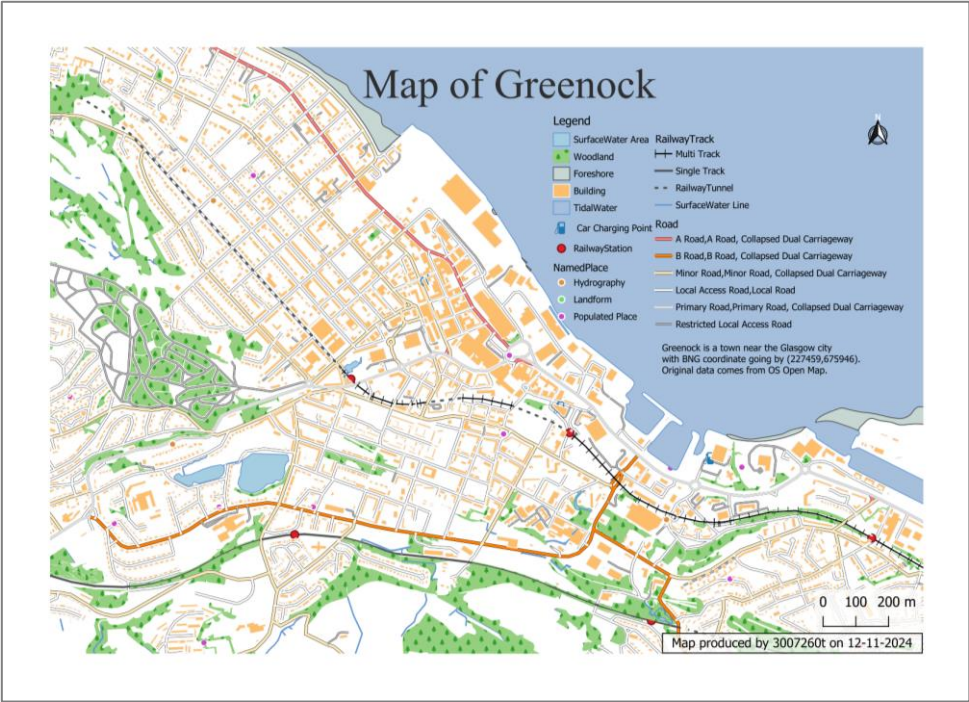 Map of Greenock
N
Legend
SurfaceWater Area
Woodland
Foreshore
Building
TidalWater
Car Charging Point
RailwayStation
NamedPlace
Hydrography
Landform
Populated Place
RailwayTrack
Multi Track
Single Track
RailwayTunnel
SurfaceWater Line
Road
A Road,A Road, Collapsed Dual Carriageway
B Road,B Road, Collapsed Dual Carriageway
Minor Road,Minor Road, Collapsed Dual Carriageway
Local Access Road,Local Road
Primary Road,Primary Road, Collapsed Dual Carriageway
Restricted Local Access Road
Greenock is a town near the Glasgow city
with BNG coordinate going by (227459,675946).
Original data comes from OS Open Map.
0 100 200 m
Map produced by 3007260t on 12-11-2024